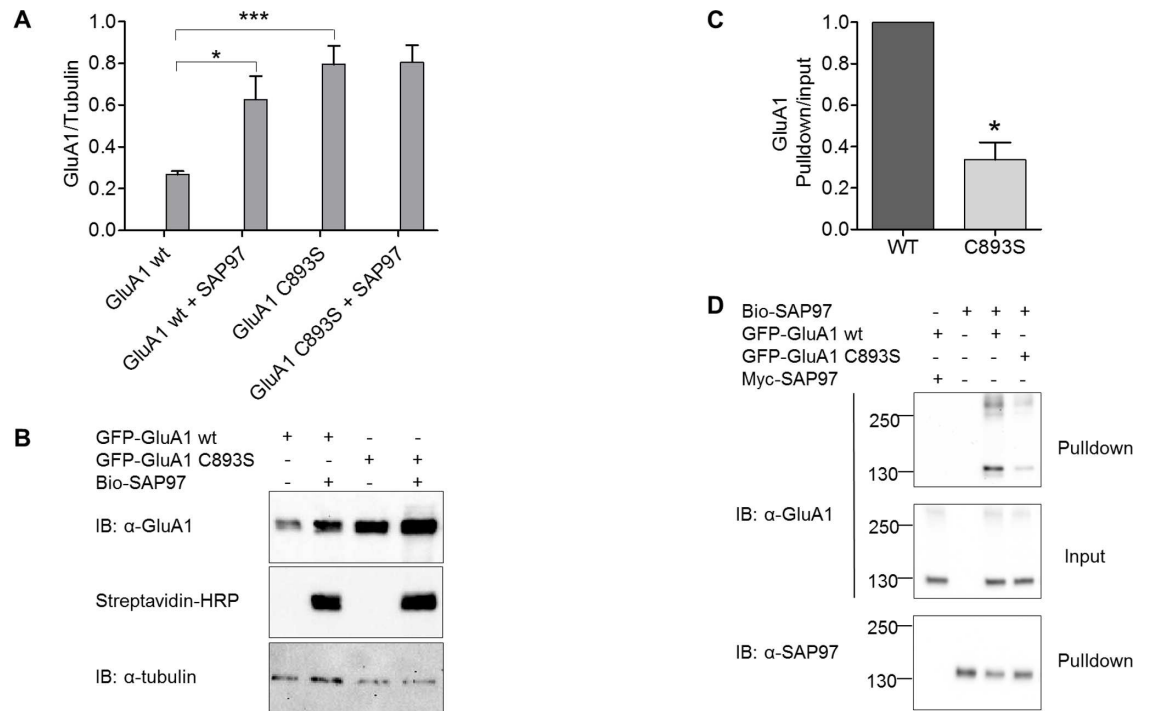 A
***
*
1.0
0.8
0.6
0.4
0.2
0.0
GluA1/Tubulin
GluA1 wt
GluA1 wt + SAP97
GluA1 C893S
GluA1 C893S + SAP97
B
GFP-GluA1 wt + + - -
GFP-GluA1 C893S - - + +
Bio-SAP97 - + - +
IB: α-GluA1
Streptavidin-HRP
IB: α-tubulin
C
1.0
0.8
0.6
0.4
0.2
0.0
GluA1
Pulldown/input
*
WT C893S
D
Bio-SAP97 - + + +
GFP-GluA1 wt + - + -
GFP-GluA1 C893S - - - +
Myc-SAP97 + - - -
250
130
Pulldown
IB: α-GluA1
250
130
Input
IB: α-SAP97
250
130
Pulldown